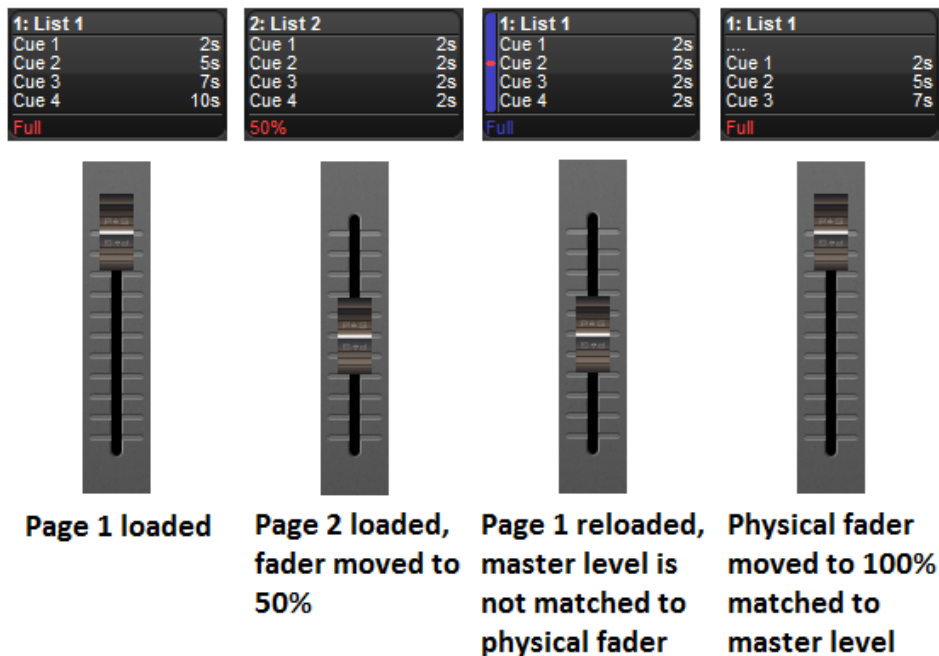 1: List 1
Cue 1 2s
Cue 2 5s
Cue 3 7s
Cue 4 10s
Full
2: List 2
Cue 1 2s
Cue 2 2s
Cue 3 2s
Cue 4 2s
50%
1: List 1
Cue 1 2s
Cue 2 2s
Cue 3 2s
Cue 4 2s
Full
1: List 1
....
Cue 1 2s
Cue 2 5s
Cue 3 7s
Full
Page 1 loaded
Page 2 loaded,
fader moved to
50%
Page 1 reloaded,
master level is
not matched to
physical fader
Physical fader
moved to 100%
matched to
master level